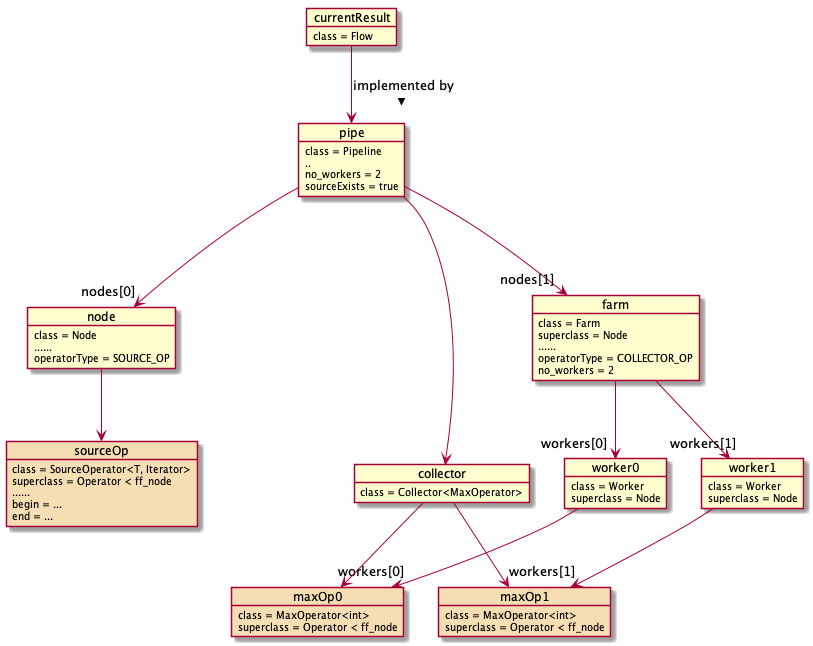 currentResult
class = Flow
implemented by
pipe
class = Pipeline
..
no_workers = 2
sourceExists = true
nodes[0]
nodes[1]
node
class = Node
......
operatorType = SOURCE_OP
farm
class = Farm
superclass = Node
......
operatorType = COLLECTOR_OP
no_workers = 2
workers[0]
workers[1]
sourceOp
class = SourceOperator<T, Iterator>
superclass = Operator < ff_node
......
begin = ...
end = ...
collector
class = Collector<MaxOperator>
worker0
class = Worker
superclass = Node
worker1
class = Worker
superclass = Node
workers[0]
workers[1]
maxOp0
class = MaxOperator<int>
superclass = Operator < ff_node
maxOp1
class = MaxOperator<int>
superclass = Operator < ff_node